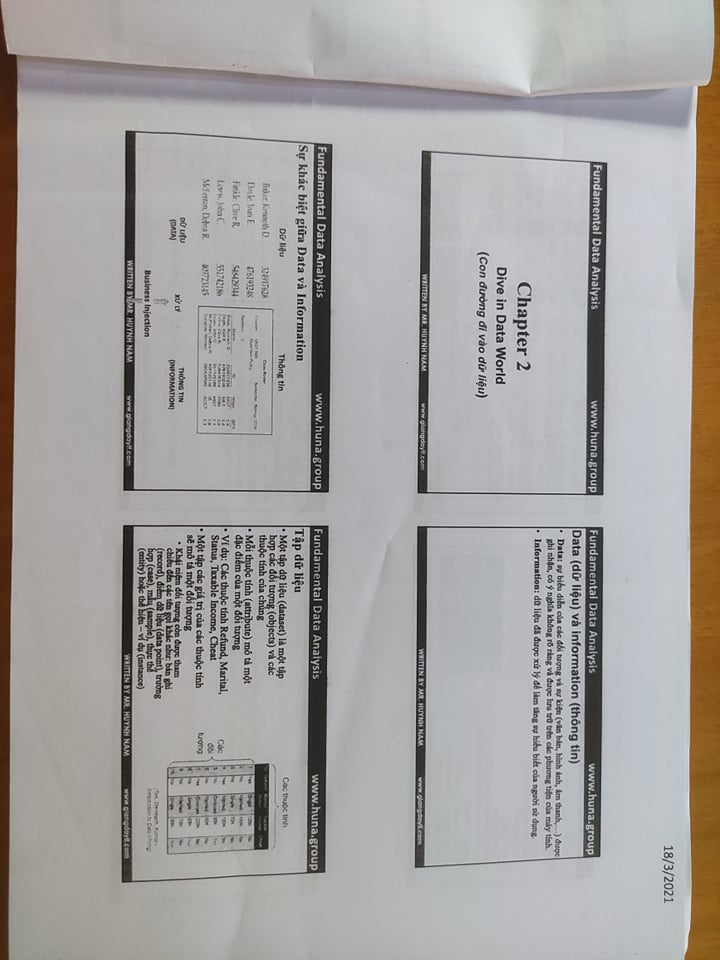 18/3/2021
Fundamental Data Analysis www.huna.group
Chapter 2
Dive in Data World
(Con đường đi vào dữ liệu)
WRITTEN BY MR. HUYNH NAM www.giangdayit.com
Fundamental Data Analysis www.huna.group
Data (dữ liệu) và information (thông tin)
• Data: sự biểu diễn của các đối tượng và sự kiện (văn bản, hình ảnh, âm thanh,…) được
ghi nhận, có ý nghĩa không rõ ràng và được lưu trữ trên các phương tiện của máy tính.
• Information: dữ liệu đã được xử lý để làm tăng sự hiểu biết của người sử dụng.
WRITTEN BY MR. HUYNH NAM www.giangdayit.com
Fundamental Data Analysis www.huna.group
Sự khác biệt giữa Data và Information
Dữ liệu Thông tin
Baker, Kenneth D. 324917628
Doyle, Joan E. 476193248
Finkle, Clive R. 548429344
Lewis, John C. 551742186
McFerran, Debra R. 409723145
DỮ LIỆU
(DATA)
XỬ LÝ
THÔNG TIN
(INFORMATION)
Business Injection
WRITTEN BY MR. HUYNH NAM www.giangdayit.com
Fundamental Data Analysis www.huna.group
Tập dữ liệu
• Một tập dữ liệu (dataset) là một tập
hợp các đối tượng (objects) và các
thuộc tính của chúng
• Mỗi thuộc tính (attribute) mô tả một
đặc điểm của một đối tượng
• Ví dụ: Các thuộc tính Refund, Marital,
Status, Taxable Income, Cheat
• Một tập các giá trị của các thuộc tính
sẽ mô tả một đối tượng
• Khái niệm đối tượng còn được tham
chiếu đến các tên gọi khác như: bản ghi
(record), điểm dữ liệu (data point), trường
hợp (case), mẫu (sample), thực thể
(entity) hoặc thể hiện – ví dụ (instance)
Các thuộc tính
Các
đối
tượng
WRITTEN BY MR. HUYNH NAM www.giangdayit.com